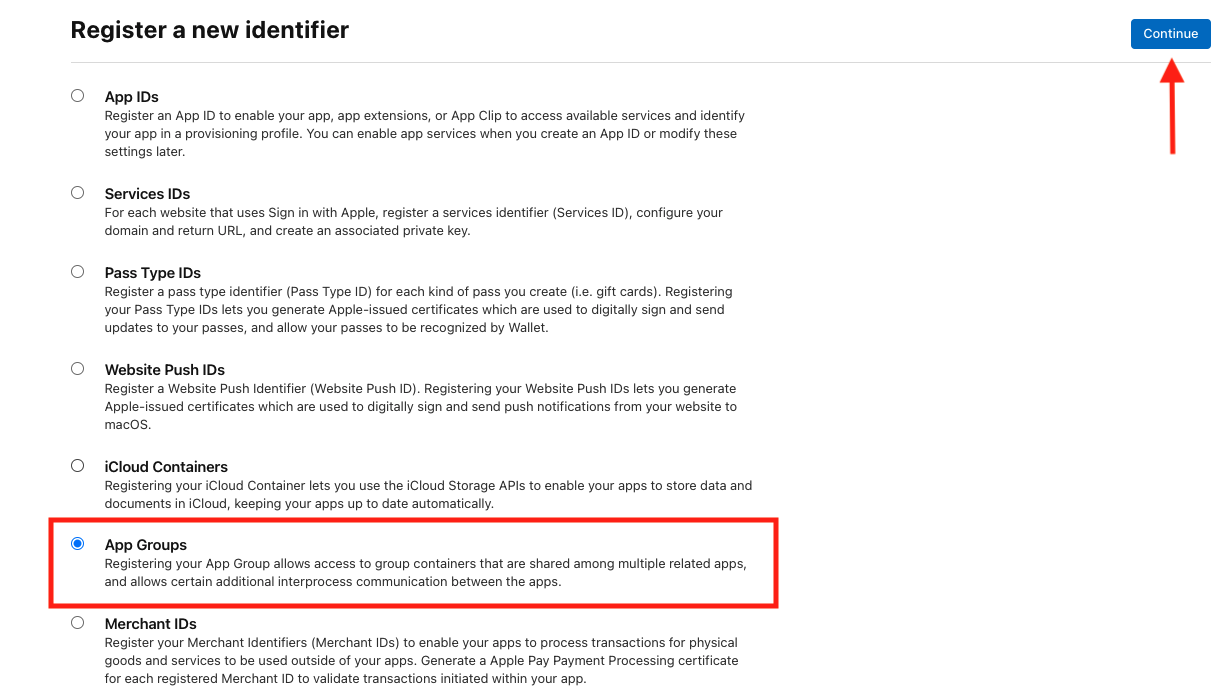 Register a new identifier
Continue
App IDs
Register an App ID to enable your app, app extensions, or App Clip to access available services and identify
your app in a provisioning profile. You can enable app services when you create an App ID or modify these
settings later.
Services IDs
For each website that uses Sign in with Apple, register a services identifier (Services ID), configure your
domain and return URL, and create an associated private key.
Pass Type IDs
Register a pass type identifier (Pass Type ID) for each kind of pass you create (i.e. gift cards). Registering
your Pass Type IDs lets you generate Apple-issued certificates which are used to digitally sign and send
updates to your passes, and allow your passes to be recognized by Wallet.
Website Push IDs
Register a Website Push Identifier (Website Push ID). Registering your Website Push IDs lets you generate
Apple-issued certificates which are used to digitally sign and send push notifications from your website to
macOS.
iCloud Containers
Registering your iCloud Container lets you use the iCloud Storage APIs to enable your apps to store data and
documents in iCloud, keeping your apps up to date automatically.
App Groups
Registering your App Group allows access to group containers that are shared among multiple related apps,
and allows certain additional interprocess communication between the apps.
Merchant IDs
Register your Merchant Identifiers (Merchant IDs) to enable your apps to process transactions for physical
goods and services to be used outside of your apps. Generate a Apple Pay Payment Processing certificate
for each registered Merchant ID to validate transactions initiated within your app.